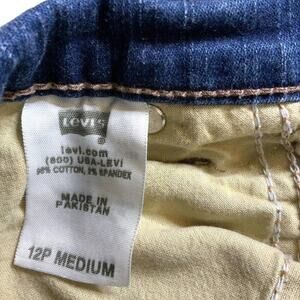 Levi's
levi.com
(800) USA-LEVI
98% COTTON, 2% SPANDEX
MADE IN
PAKISTAN
12P MEDIUM